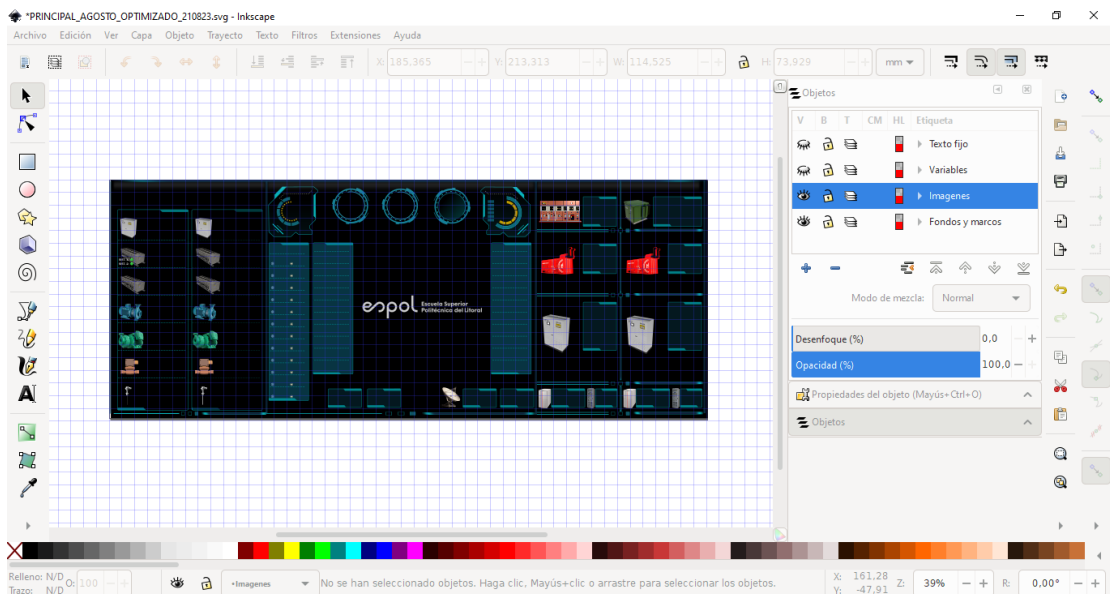 *PRINCIPAL_AGOSTO_OPTIMIZADO_210823.svg - Inkscape
Archivo Edición Ver Capa Objeto Trayecto Texto Filtros Extensiones Ayuda
X: 185,365 - + Y: 213,313 - + W: 114,525 - + H: 73,929 - + mm
Objetos
V B T CM HL Etiqueta
Texto fijo
Variables
Imagenes
Fondos y marcos
Modo de mezcla: Normal
Desenfoque (%) 0,0 - +
Opacidad (%) 100,0 - +
Propiedades del objeto (Mayús+Ctrl+O)
Objetos
espol Escuela Superior
Politécnica del Litoral
Relleno: N/D O: 100 - +
Trazo: N/D
•Imagenes
No se han seleccionado objetos. Haga clic, Mayús+clic o arrastre para seleccionar los objetos.
X: 161,28
Y: -47,91
Z: 39% - + R: 0,00° - +